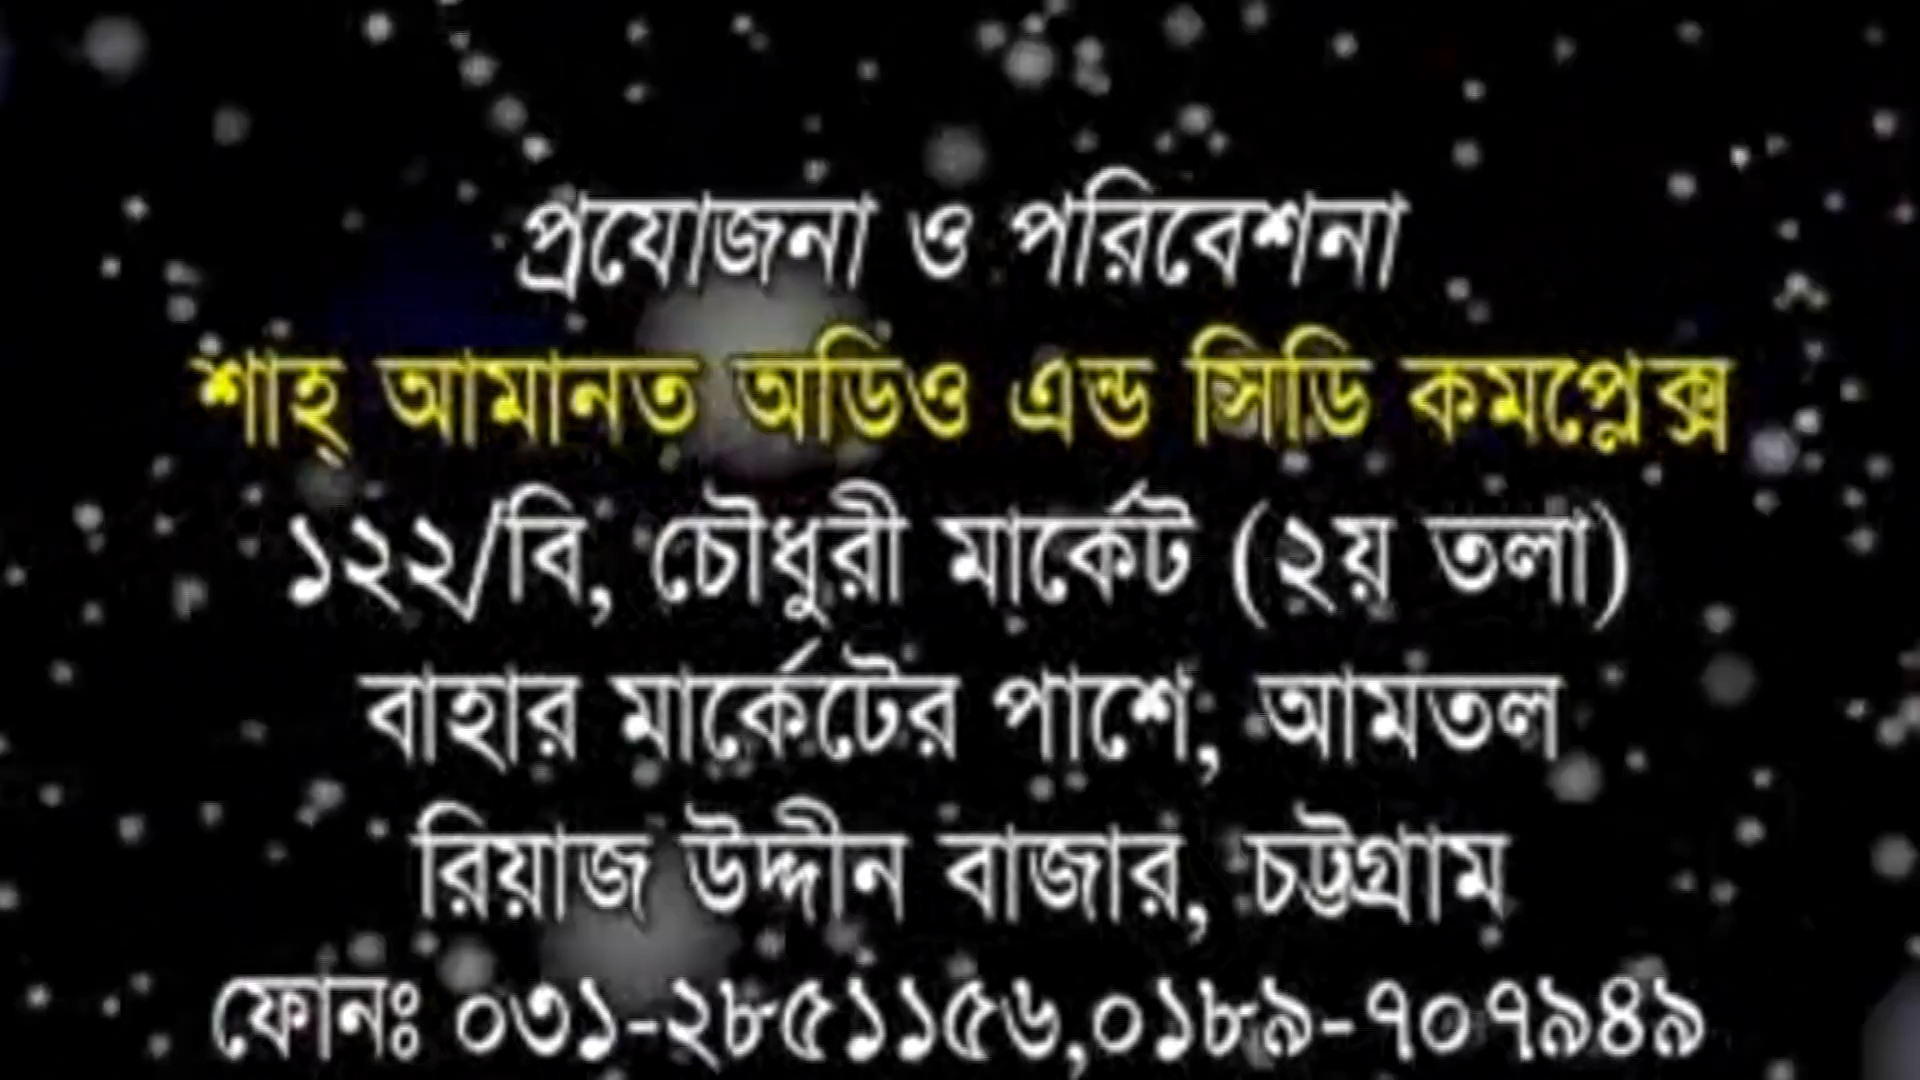 প্রযোজনা ও পরিবেশনা
শাহ্ আমানত অডিও এন্ড সিডি কমপ্লেক্স
১২২/বি, চৌধুরী মার্কেট (২য় তলা)
বাহার মার্কেটের পাশে, আমতল
রিয়াজ উদ্দীন বাজার, চট্টগ্রাম
ফোনঃ ০৩১-২৮৫১১৫৬,০১৮৯-৭০৭৯৪৯